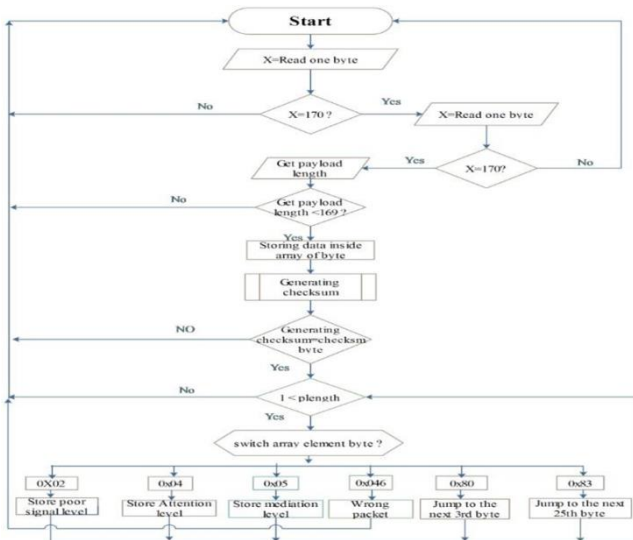 Start
X=Read one byte
No
X=170 ?
Yes
X=Read one byte
Get payload
length
Yes
X=170?
No
No
Get payload
length <169 ?
Yes
Storing data inside
array of byte
Generating
checksum
NO
Generating
checksum=checksm
byte
Yes
No
1 < plength
Yes
switch array element byte ?
0X02
0x04
0x05
0x046
0x80
0x83
Store poor
signal level
Store Attention
level
Store mediation
level
Wrong
packet
Jump to the
next 3rd byte
Jump to the next
25th byte